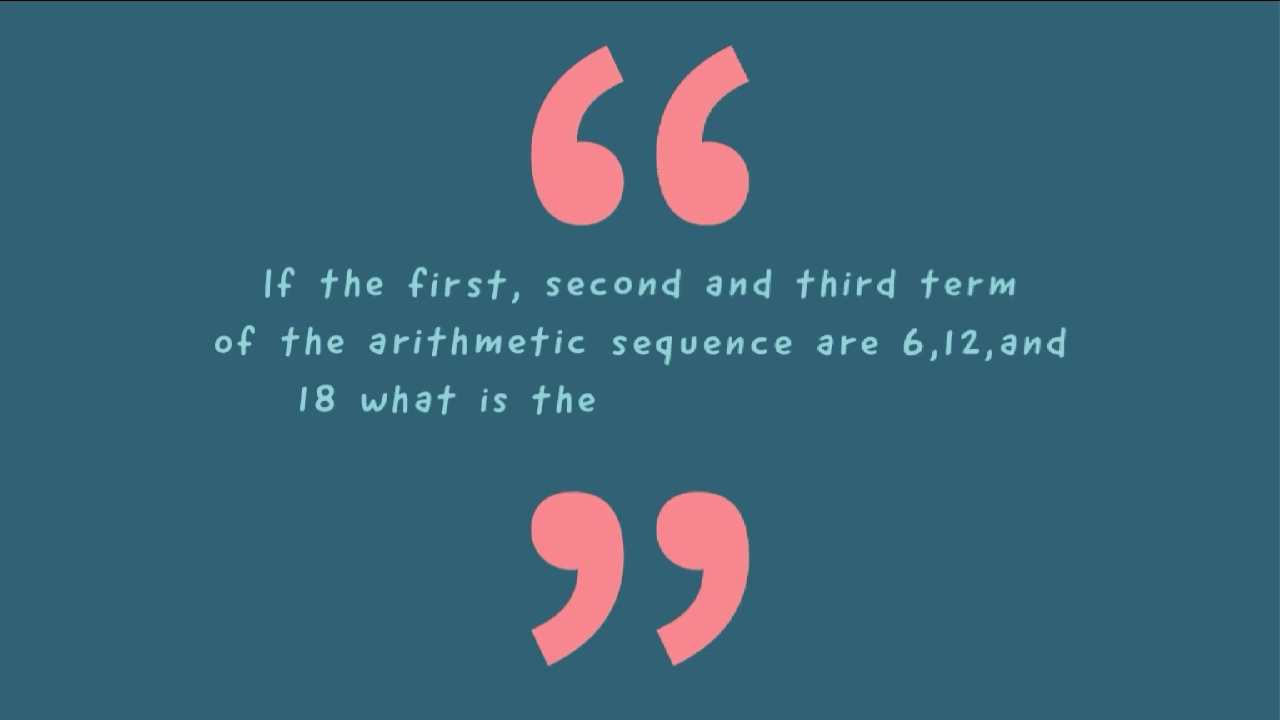 “
If the first, second and third term
of the arithmetic sequence are 6,12,and
18 what is the
”